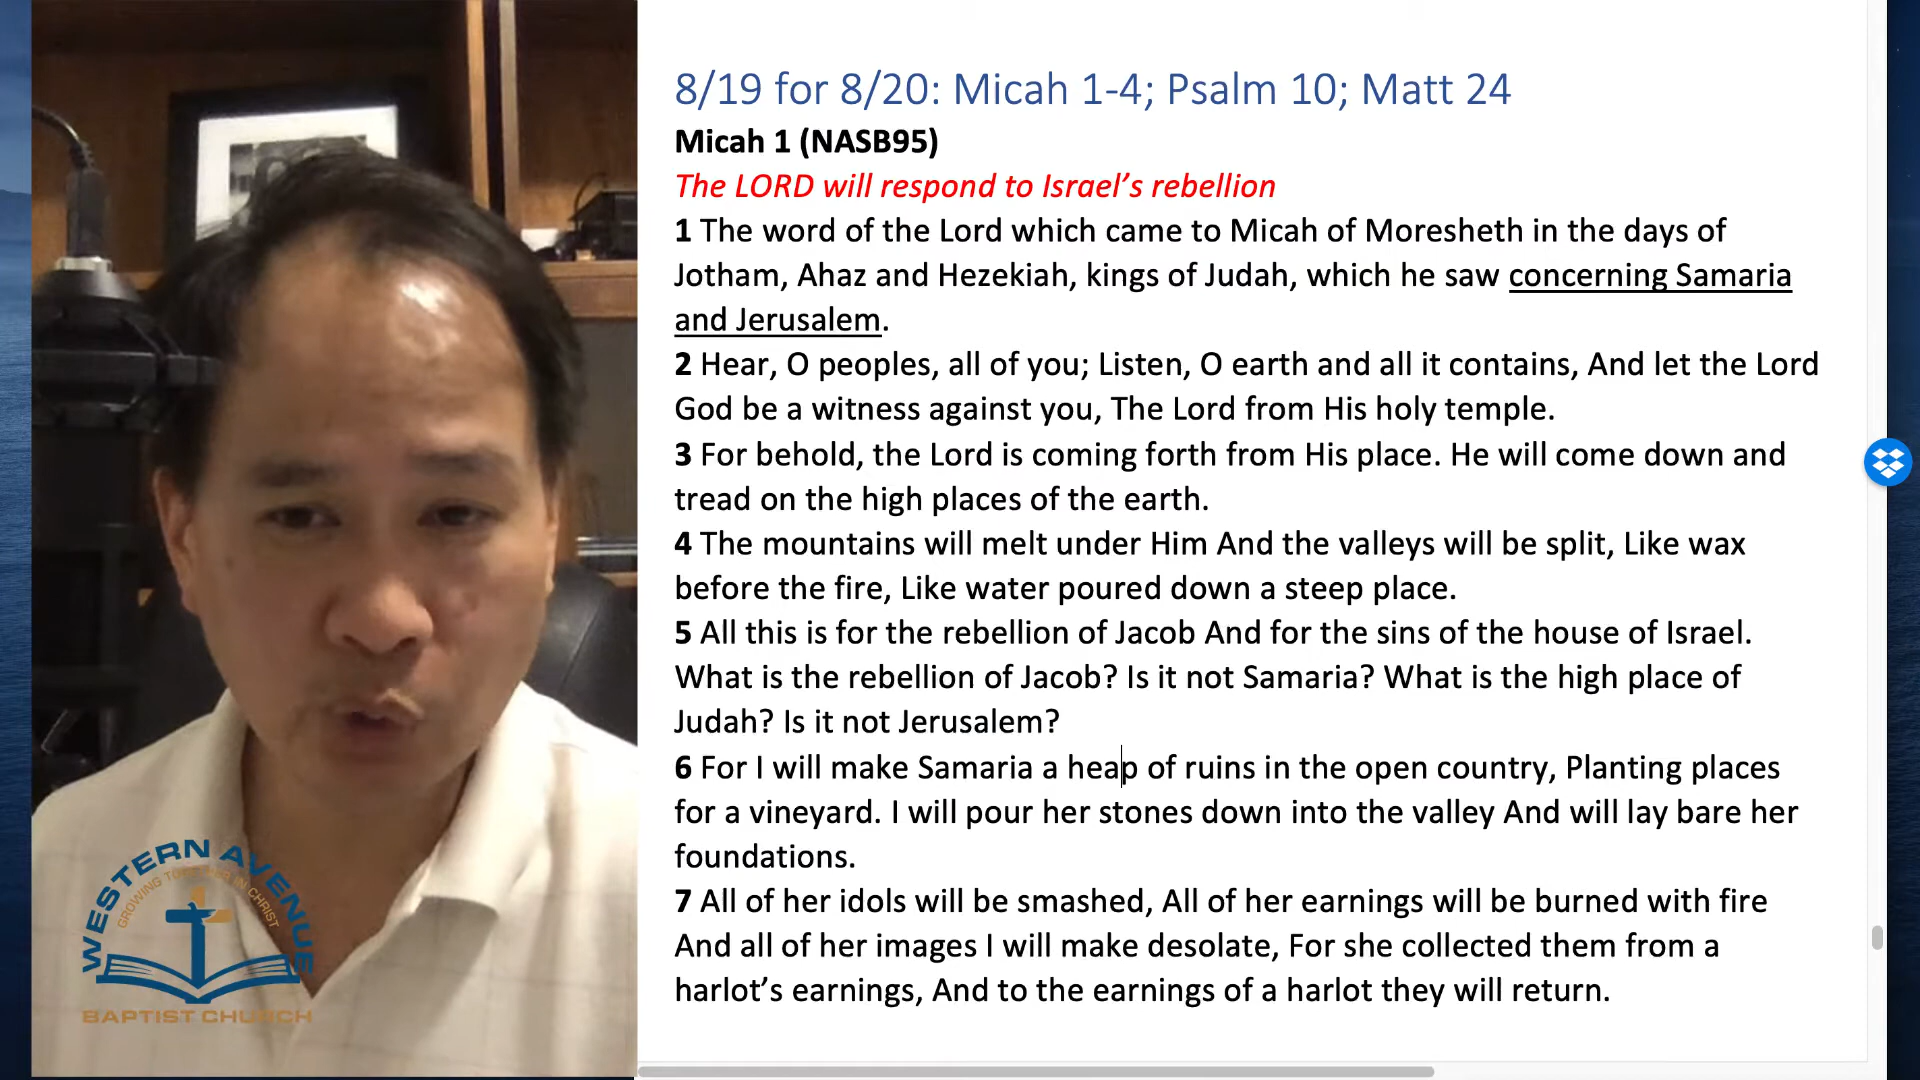 8/19 for 8/20: Micah 1-4; Psalm 10; Matt 24
Micah 1 (NASB95)
The LORD will respond to Israel’s rebellion
1 The word of the Lord which came to Micah of Moresheth in the days of
Jotham, Ahaz and Hezekiah, kings of Judah, which he saw concerning Samaria
and Jerusalem.
2 Hear, O peoples, all of you; Listen, O earth and all it contains, And let the Lord
God be a witness against you, The Lord from His holy temple.
3 For behold, the Lord is coming forth from His place. He will come down and
tread on the high places of the earth.
4 The mountains will melt under Him And the valleys will be split, Like wax
before the fire, Like water poured down a steep place.
5 All this is for the rebellion of Jacob And for the sins of the house of Israel.
What is the rebellion of Jacob? Is it not Samaria? What is the high place of
Judah? Is it not Jerusalem?
6 For I will make Samaria a heap of ruins in the open country, Planting places
for a vineyard. I will pour her stones down into the valley And will lay bare her
foundations.
7 All of her idols will be smashed, All of her earnings will be burned with fire
And all of her images I will make desolate, For she collected them from a
harlot’s earnings, And to the earnings of a harlot they will return.
WESTERN AVENUE
GROWING TOGETHER IN CHRIST
BAPTIST CHURCH